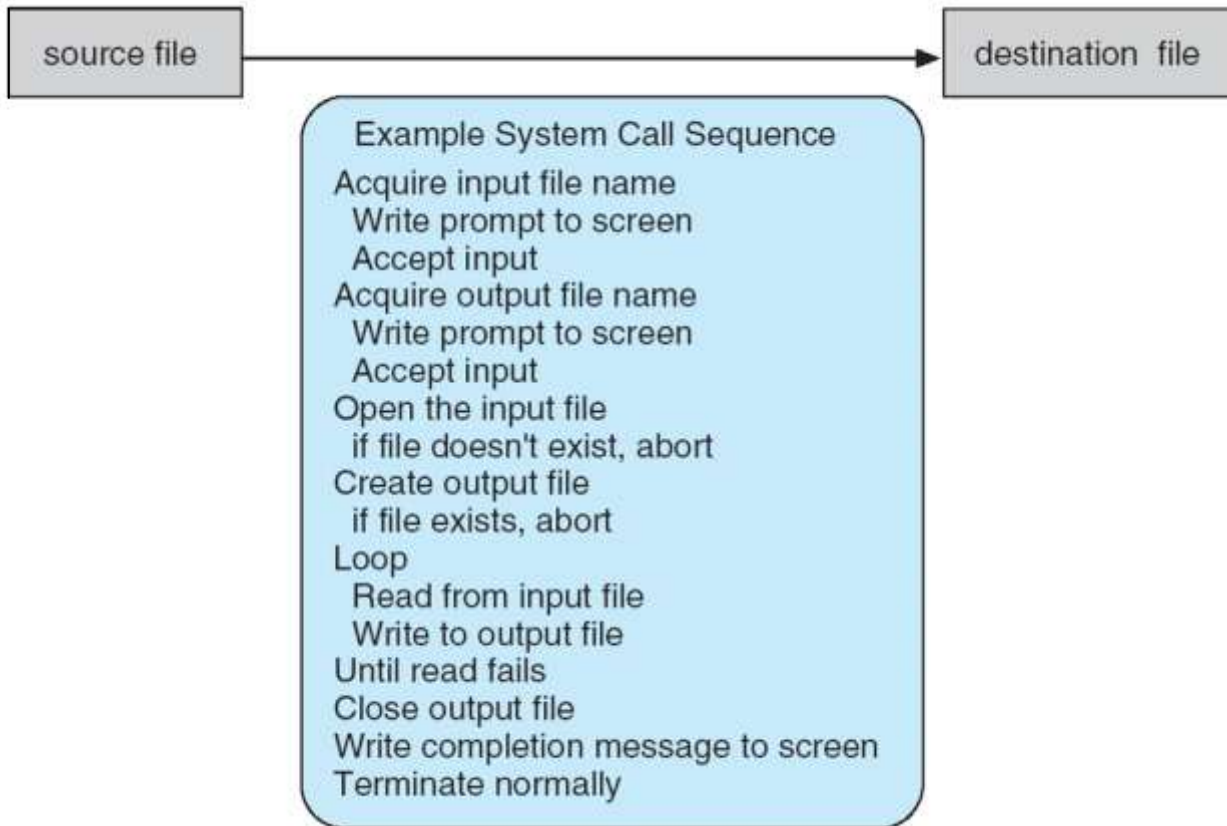 source file
destination file
Example System Call Sequence
Acquire input file name
Write prompt to screen
Accept input
Acquire output file name
Write prompt to screen
Accept input
Open the input file
if file doesn't exist, abort
Create output file
if file exists, abort
Loop
Read from input file
Write to output file
Until read fails
Close output file
Write completion message to screen
Terminate normally